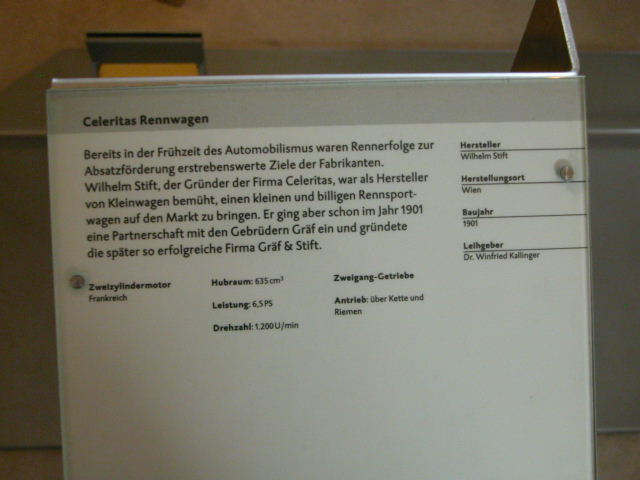 Celeritas Rennwagen
Bereits in der Frühzeit des Automobilismus waren Rennerfolge zur
Absatzförderung erstrebenswerte Ziele der Fabrikanten.
Wilhelm Stift, der Gründer der Firma Celeritas, war als Hersteller
von Kleinwagen bemüht, einen kleinen und billigen Rennsport-
wagen auf den Markt zu bringen. Er ging aber schon im Jahr 1901
eine Partnerschaft mit den Gebrüdern Gräf ein und gründete
die später so erfolgreiche Firma Gräf & Stift.
Hersteller
Wilhelm Stift
Herstellungsort
Wien
Baujahr
1901
Leihgeber
Dr. Winfried Kallinger
Zweizylindermotor
Frankreich
Hubraum: 635 cm³
Leistung: 6,5 PS
Drehzahl: 1.200 U/min
Zweigang-Getriebe
Antrieb: über Kette und
Riemen